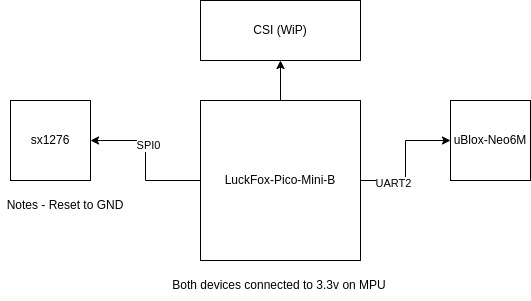 CSI (WiP)
sx1276
SPI0
LuckFox-Pico-Mini-B
UART2
uBlox-Neo6M
Notes - Reset to GND
Both devices connected to 3.3v on MPU